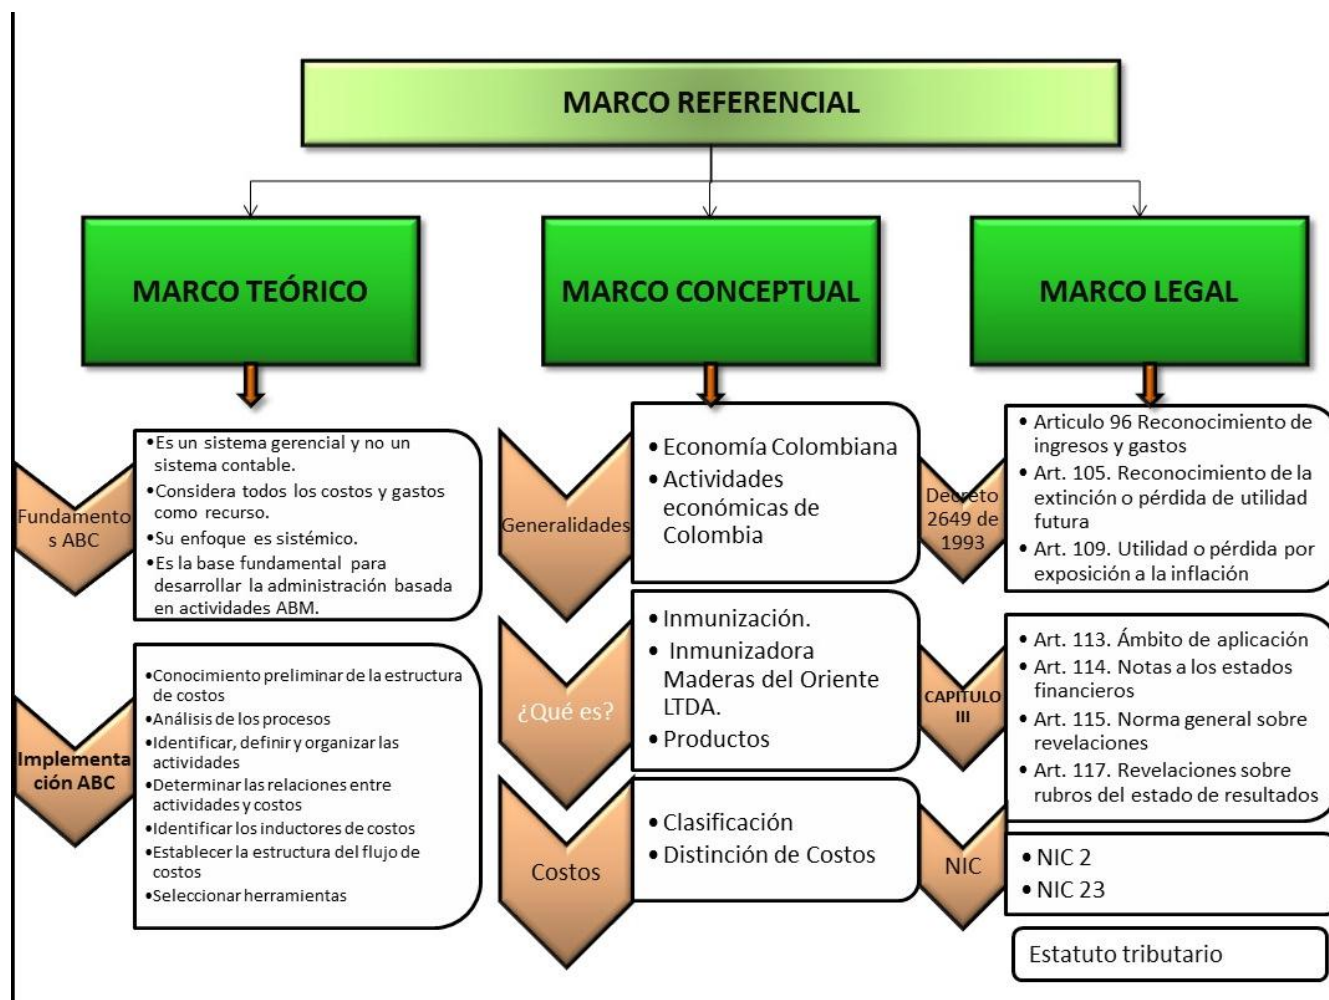 MARCO REFERENCIAL
MARCO TEÓRICO
Fundamento
s ABC
•Es un sistema gerencial y no un
sistema contable.
•Considera todos los costos y gastos
como recurso.
•Su enfoque es sistémico.
•Es la base fundamental para
desarrollar la administración basada
en actividades ABM.
Implementa
ción ABC
•Conocimiento preliminar de la estructura
de costos
•Análisis de los procesos
•Identificar, definir y organizar las
actividades
•Determinar las relaciones entre
actividades y costos
•Identificar los inductores de costos
•Establecer la estructura del flujo de
costos
•Seleccionar herramientas
MARCO CONCEPTUAL
Generalidades
• Economía Colombiana
• Actividades
económicas de
Colombia
¿Qué es?
• Inmunización.
• Inmunizadora
Maderas del Oriente
LTDA.
• Productos
Costos
• Clasificación
• Distinción de Costos
MARCO LEGAL
Decreto
2649 de
1993
• Articulo 96 Reconocimiento de
ingresos y gastos
• Art. 105. Reconocimiento de la
extinción o pérdida de utilidad
futura
• Art. 109. Utilidad o pérdida por
exposición a la inflación
CAPITULO
III
• Art. 113. Ámbito de aplicación
• Art. 114. Notas a los estados
financieros
• Art. 115. Norma general sobre
revelaciones
• Art. 117. Revelaciones sobre
rubros del estado de resultados
NIC
• NIC 2
• NIC 23
Estatuto tributario